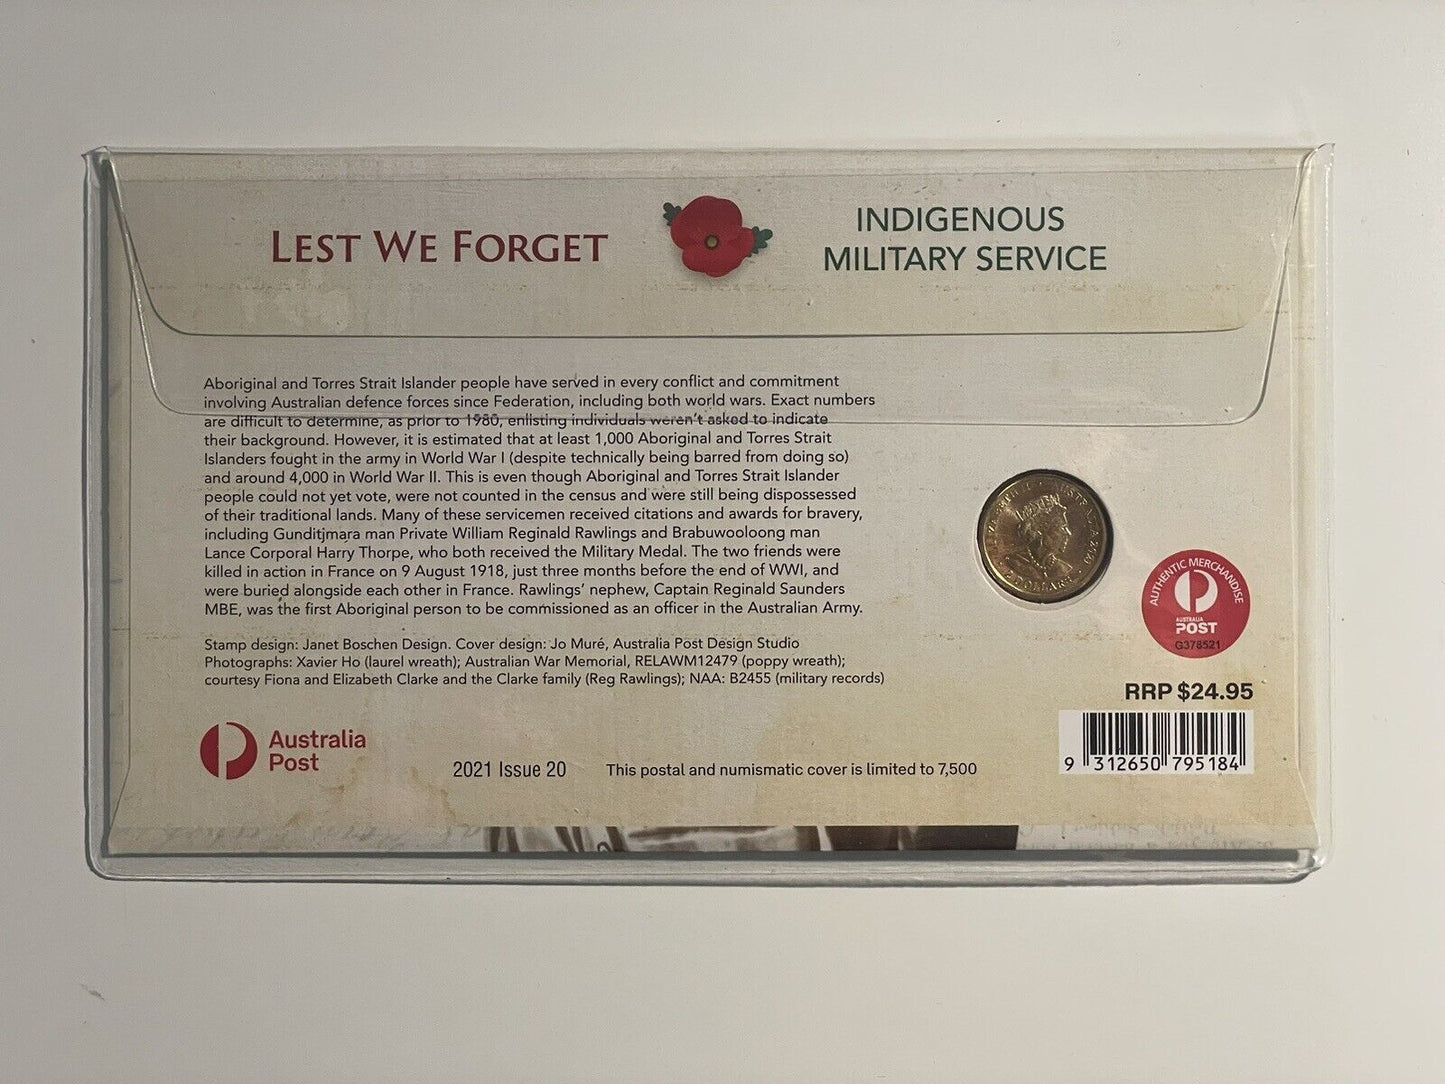 LEST WE FORGET
INDIGENOUS
MILITARY SERVICE
Aboriginal and Torres Strait Islander people have served in every conflict and commitment
involving Australian defence forces since Federation, including both world wars. Exact numbers
are difficult to determine, as prior to 1980, enlisting individuals weren't asked to indicate
their background. However, it is estimated that at least 1,000 Aboriginal and Torres Strait
Islanders fought in the army in World War I (despite technically being barred from doing so)
and around 4,000 in World War II. This is even though Aboriginal and Torres Strait Islander
people could not yet vote, were not counted in the census and were still being dispossessed
of their traditional lands. Many of these servicemen received citations and awards for bravery,
including Gunditjmara man Private William Reginald Rawlings and Brabuwooloong man
Lance Corporal Harry Thorpe, who both received the Military Medal. The two friends were
killed in action in France on 9 August 1918, just three months before the end of WWI, and
were buried alongside each other in France. Rawlings' nephew, Captain Reginald Saunders
MBE, was the first Aboriginal person to be commissioned as an officer in the Australian Army.
Stamp design: Janet Boschen Design. Cover design: Jo Muré, Australia Post Design Studio
Photographs: Xavier Ho (laurel wreath); Australian War Memorial, RELAWM12479 (poppy wreath);
courtesy Fiona and Elizabeth Clarke and the Clarke family (Reg Rawlings); NAA: B2455 (military records)
AUTHENTIC MERCHANDISE
AUSTRALIA
POST
G378521
RRP $24.95
9 312650 795184
Australia
Post
2021 Issue 20
This postal and numismatic cover is limited to 7,500